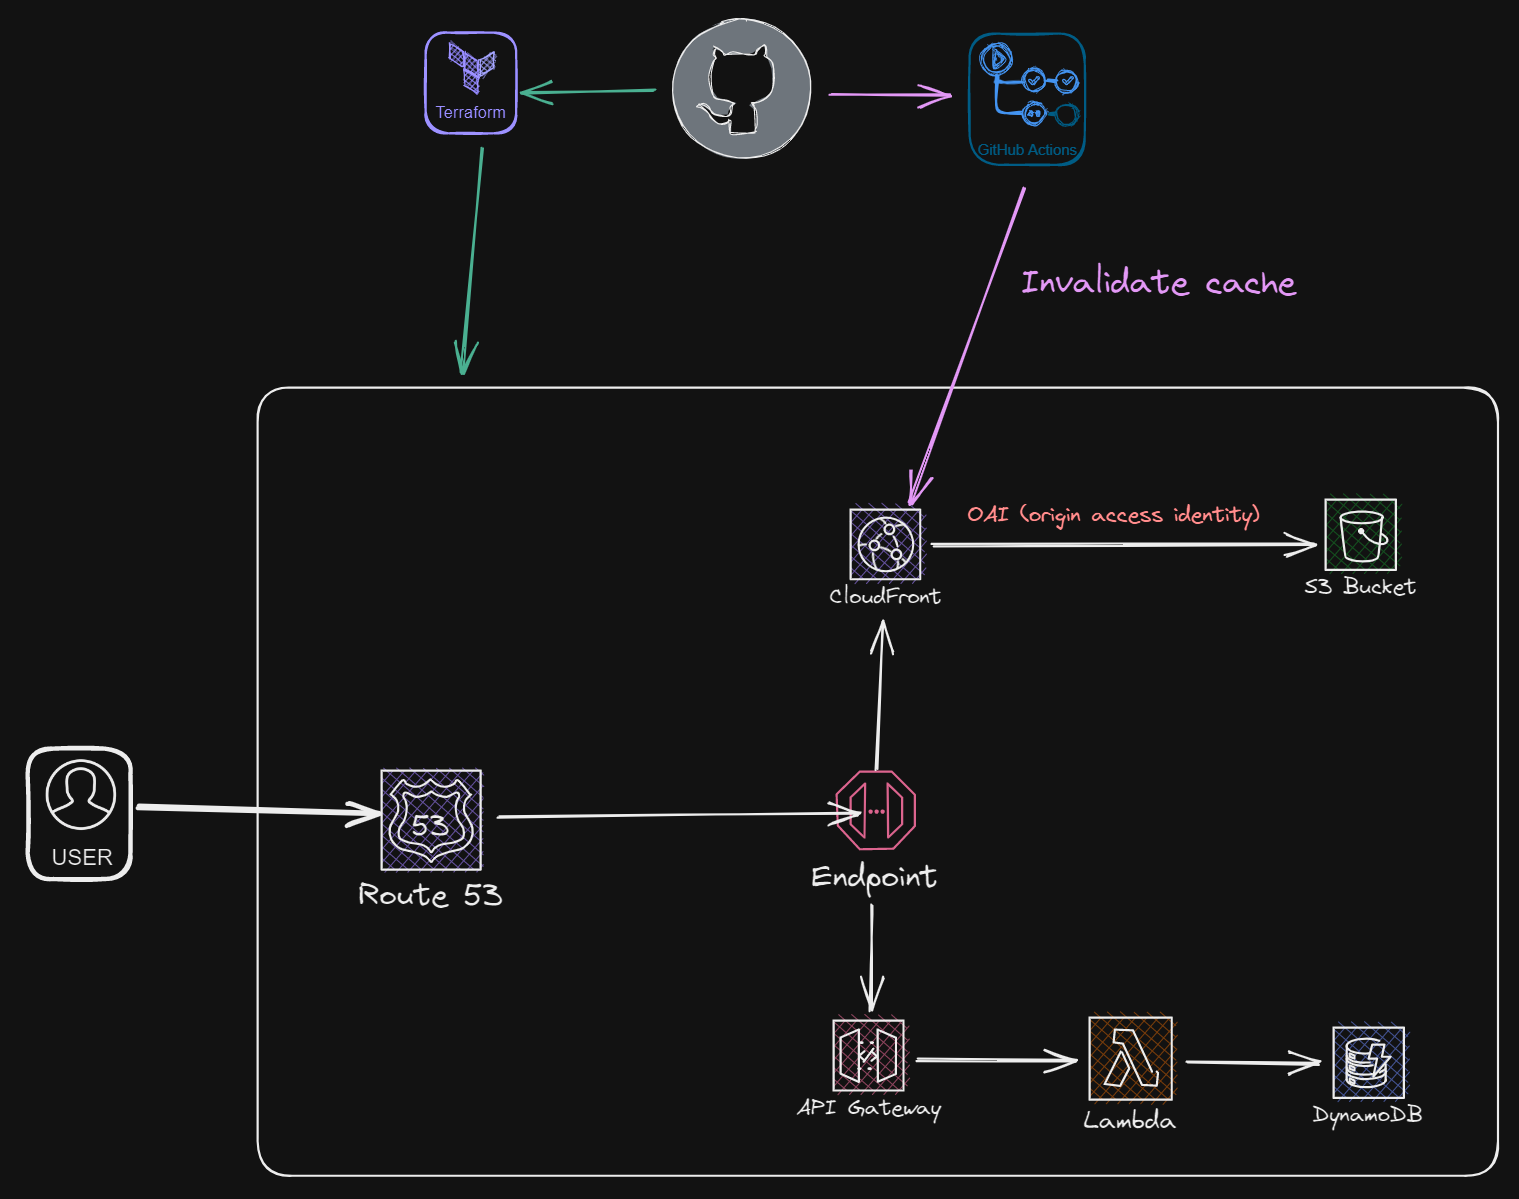 Terraform
GitHub Actions
Invalidate cache
OAI (origin access identity)
CloudFront
S3 Bucket
USER
53
Route 53
Endpoint
API Gateway
Lambda
DynamoDB